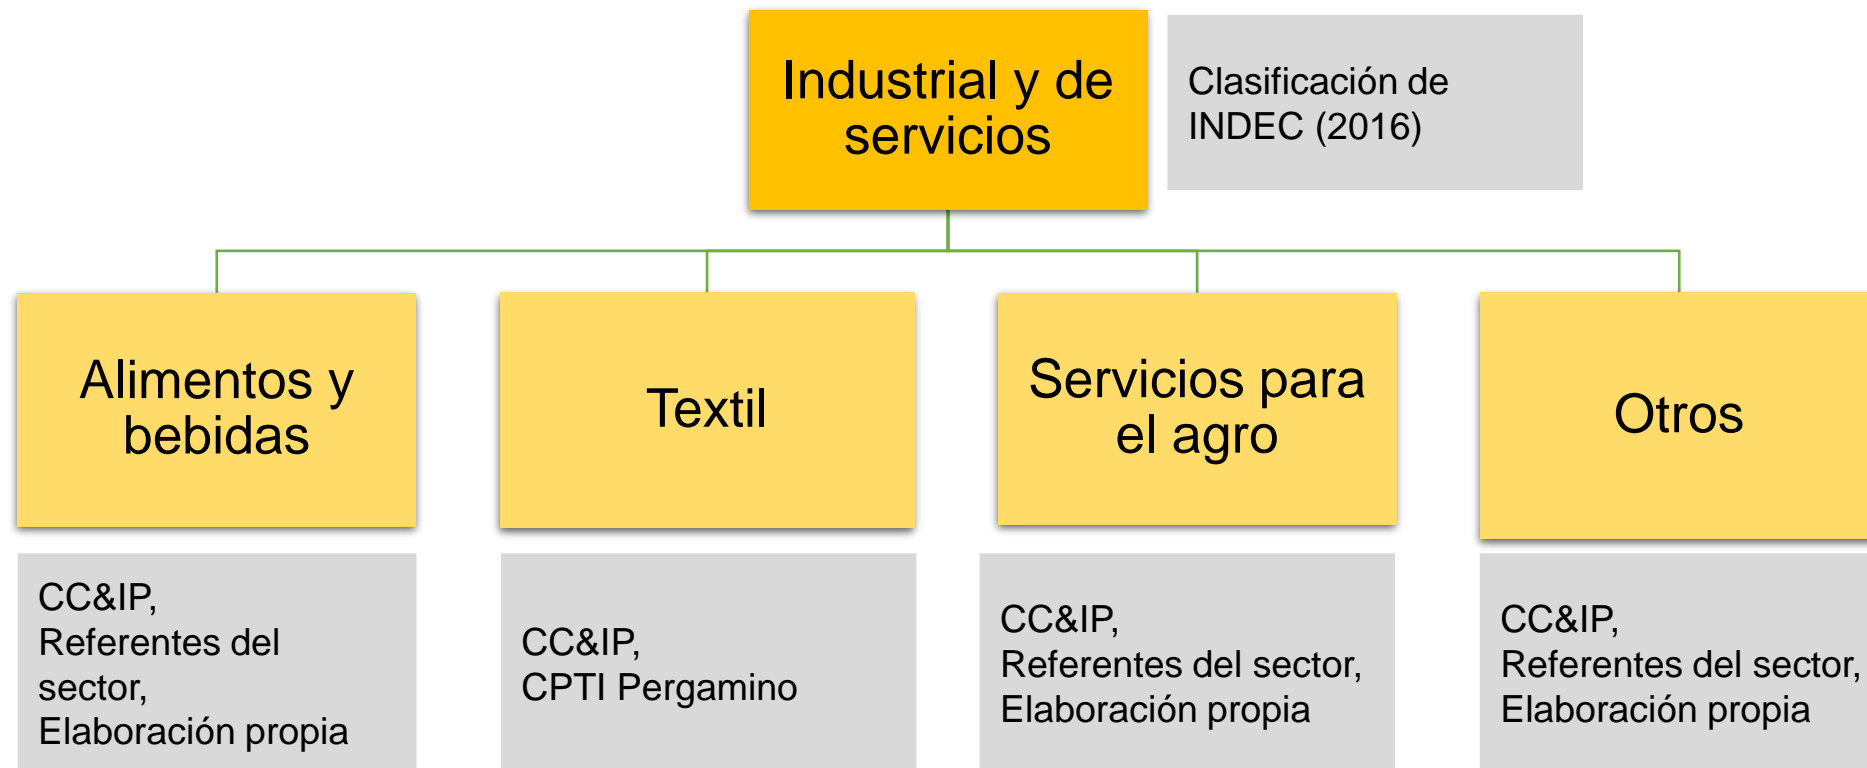 Industrial y de
servicios
Clasificación de
INDEC (2016)
Alimentos y
bebidas
Textil
Servicios para
el agro
Otros
CC&IP,
Referentes del
sector,
Elaboración propia
CC&IP,
CPTI Pergamino
CC&IP,
Referentes del sector,
Elaboración propia
CC&IP,
Referentes del sector,
Elaboración propia